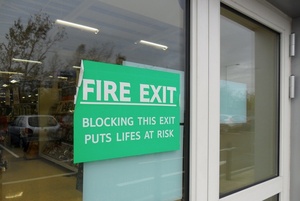 FIRE EXIT
BLOCKING THIS EXIT
PUTS LIFES AT RISK